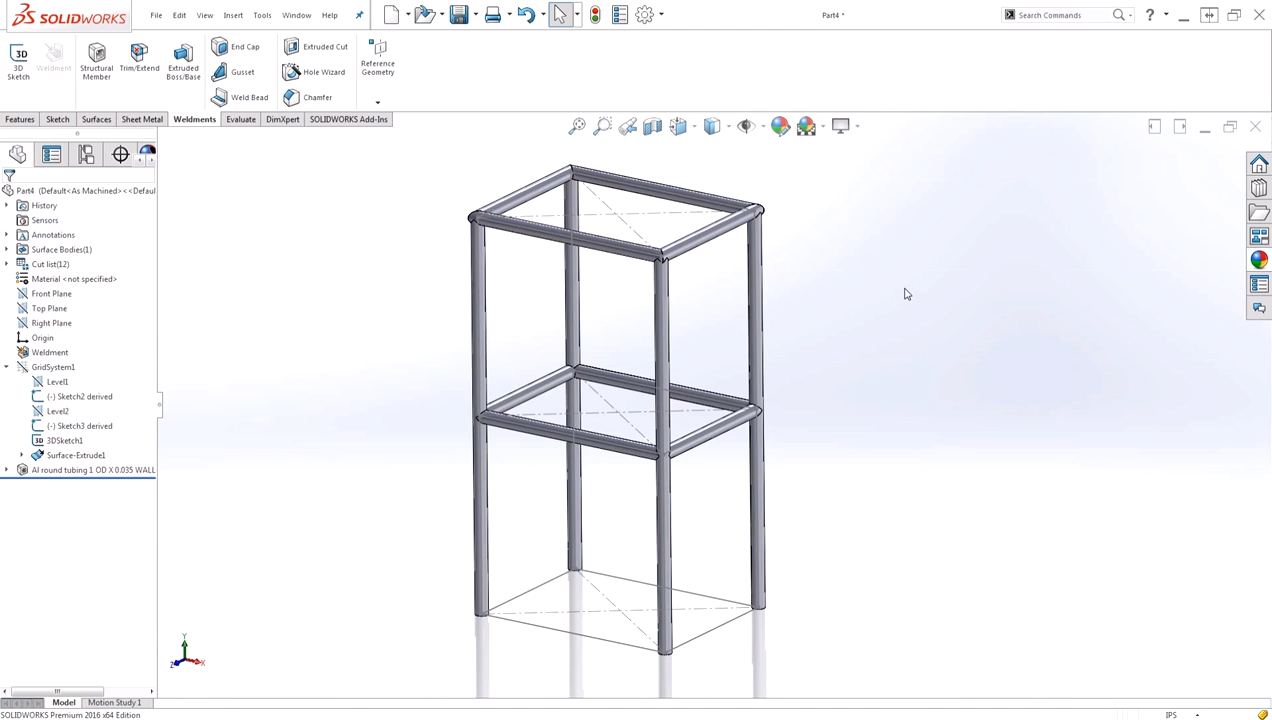 SOLIDWORKS
File Edit View Insert Tools Window Help
Part4 *
Search Commands
3D Sketch
Weldment
Structural Member
Trim/Extend
Extruded Boss/Base
End Cap
Gusset
Weld Bead
Extruded Cut
Hole Wizard
Chamfer
Reference Geometry
Features Sketch Surfaces Sheet Metal Weldments Evaluate DimXpert SOLIDWORKS Add-Ins
Part4 (Default<As Machined><<Defaul
History
Sensors
Annotations
Surface Bodies(1)
Cut list(12)
Material <not specified>
Front Plane
Top Plane
Right Plane
Origin
Weldment
GridSystem1
Level1
(-) Sketch2 derived
Level2
(-) Sketch3 derived
3D 3DSketch1
Surface-Extrude1
Al round tubing 1 OD X 0.035 WALL
Y
Z X
Model Motion Study 1
SOLIDWORKS Premium 2016 x64 Edition
IPS